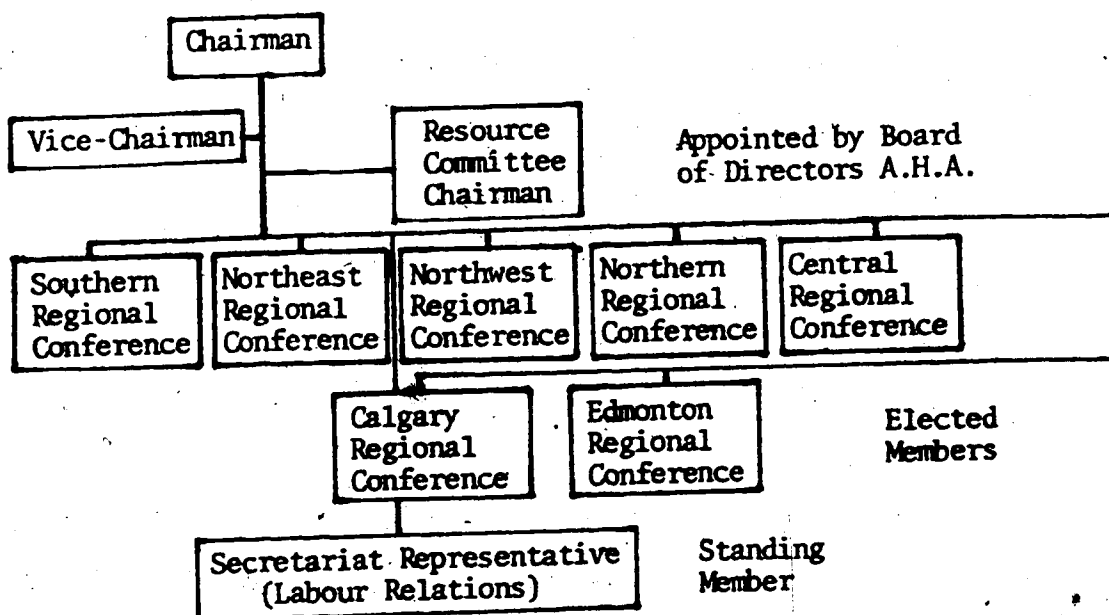 Chairman
Vice-Chairman
Resource
Committee
Chairman
Appointed by Board
of Directors A.H.A.
Southern
Regional
Conference
Northeast
Regional
Conference
Northwest
Regional
Conference
Northern
Regional
Conference
Central
Regional
Conference
Calgary
Regional
Conference
Edmonton
Regional
Conference
Elected
Members
Secretariat Representative
(Labour Relations)
Standing
Member